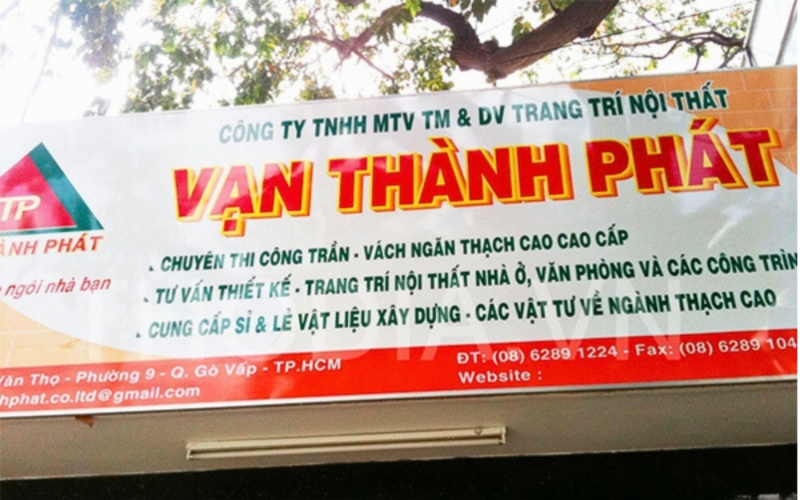 CÔNG TY TNHH MTV TM & DV TRANG TRÍ NỘI THẤT
VẠN THÀNH PHÁT
TP
ÀNH PHÁT
ngôi nhà bạn
CHUYÊN THI CÔNG TRẦN - VÁCH NGĂN THẠCH CAO CAO CẤP
TƯ VẤN THIẾT KẾ - TRANG TRÍ NỘI THẤT NHÀ Ở, VĂN PHÒNG VÀ CÁC CÔNG TRÌN
CUNG CẤP SỈ & LẺ VẬT LIỆU XÂY DỰNG - CÁC VẬT TƯ VỀ NGÀNH THẠCH CAO
Văn Thọ - Phường 9 - Q. Gò Vấp - TP.HCM
hphat.co.ltd@gmail.com
ĐT: (08) 6289 1224 - Fax: (08) 6289 104
Website :